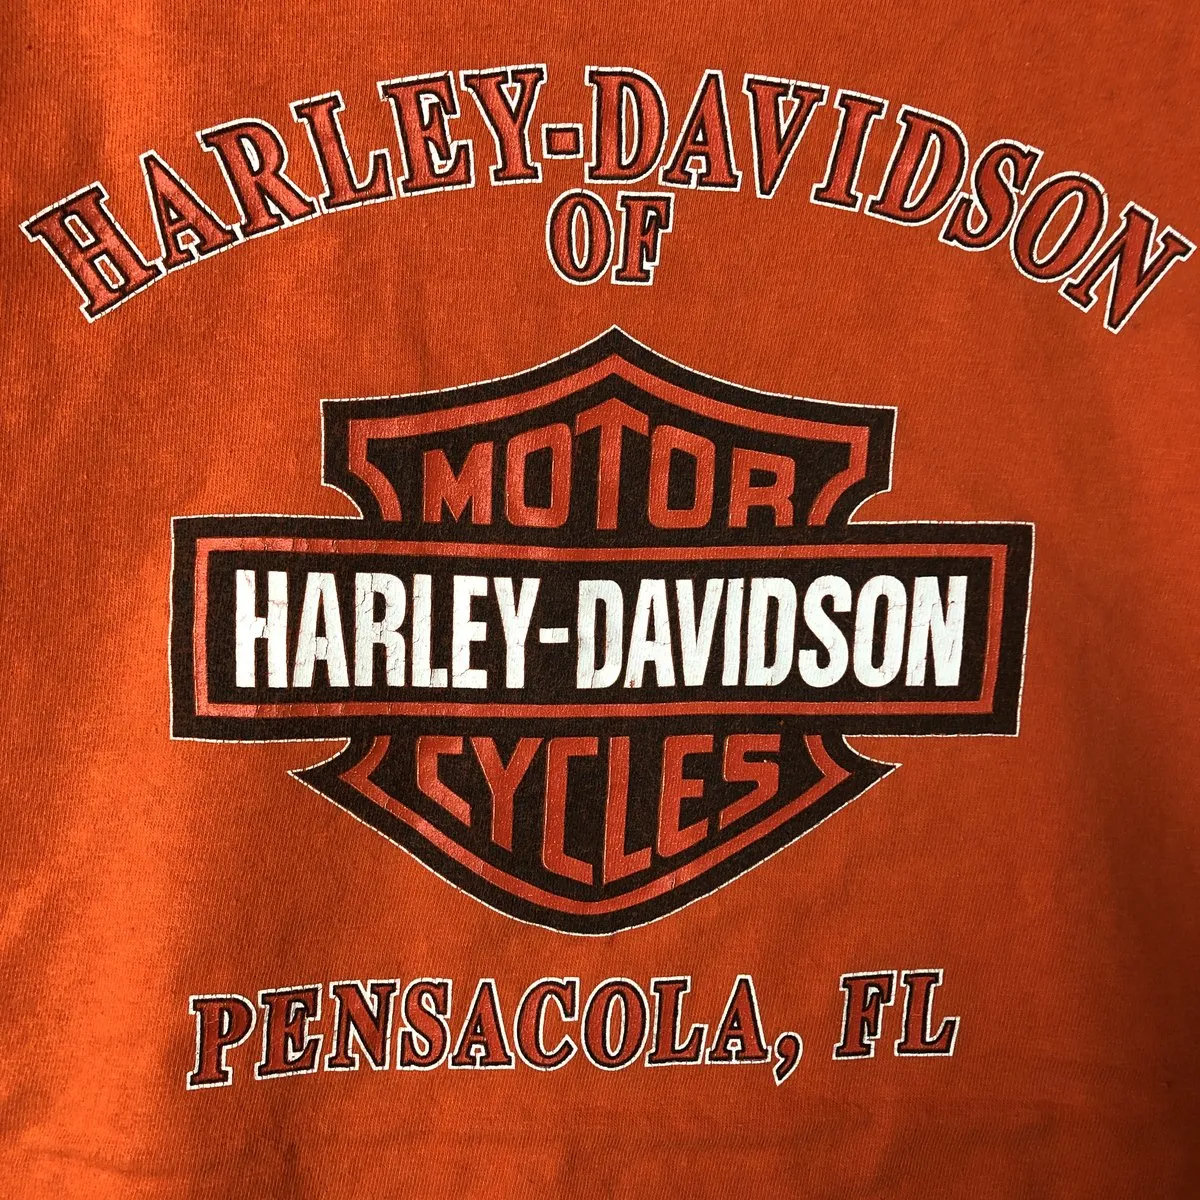 HARLEY-DAVIDSON
OF
MOTOR
HARLEY-DAVIDSON
CYCLES
PENSACOLA, FL